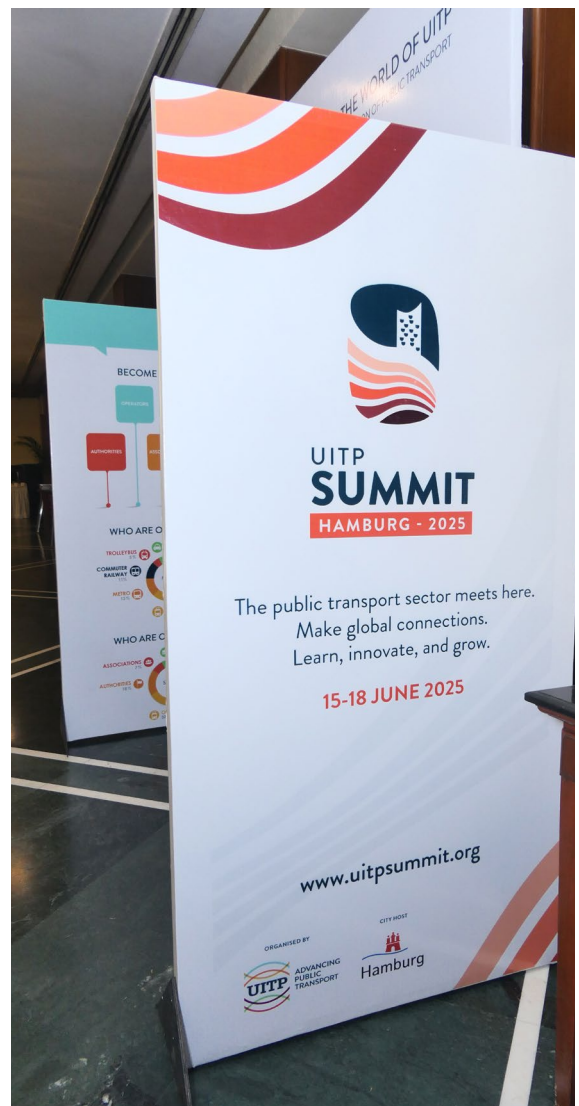 THE WORLD OF UITP
PUBLIC TRANSPORT
BECOME
OPERATORS
AUTHORITIES
WHO ARE
TROLLEYBUS
COMMUTER
RAILWAY
METRO
WHO ARE
ASSOCIATIONS
AUTHORITIES
UITP
SUMMIT
HAMBURG - 2025
The public transport sector meets here.
Make global connections.
Learn, innovate, and grow.
15-18 JUNE 2025
www.uitpsummit.org
ORGANISED BY
UITP
ADVANCING
PUBLIC
TRANSPORT
CITY HOST
Hamburg